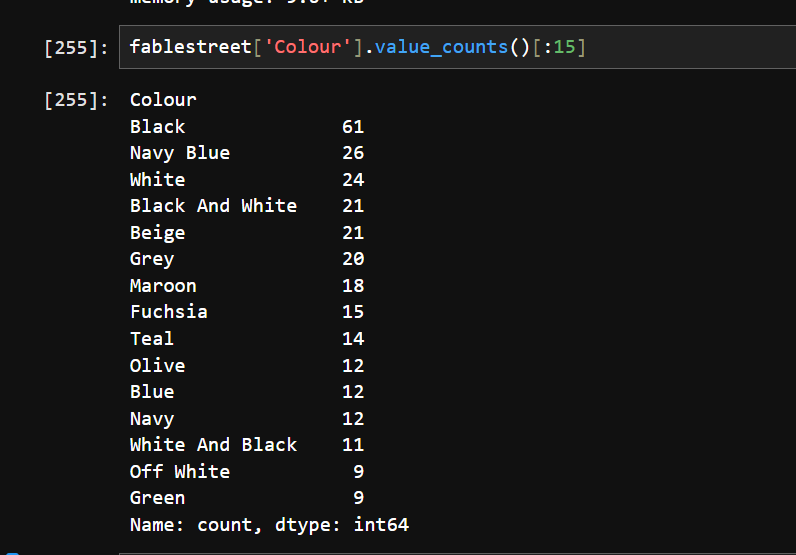 [255]: fablestreet['Colour'].value_counts()[:15]
[255]: Colour
Black 61
Navy Blue 26
White 24
Black And White 21
Beige 21
Grey 20
Maroon 18
Fuchsia 15
Teal 14
Olive 12
Blue 12
Navy 12
White And Black 11
Off White 9
Green 9
Name: count, dtype: int64